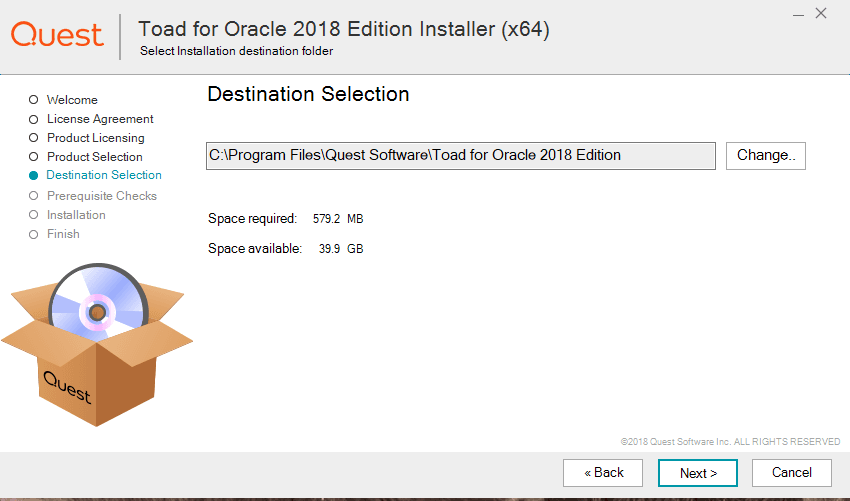 Quest
Toad for Oracle 2018 Edition Installer (x64)
Select Installation destination folder
Welcome
License Agreement
Product Licensing
Product Selection
Destination Selection
Prerequisite Checks
Installation
Finish
Quest
Destination Selection
C:\Program Files\Quest Software\Toad for Oracle 2018 Edition
Change..
Space required: 579.2 MB
Space available: 39.9 GB
©2018 Quest Software Inc. ALL RIGHTS RESERVED
« Back
Next >
Cancel